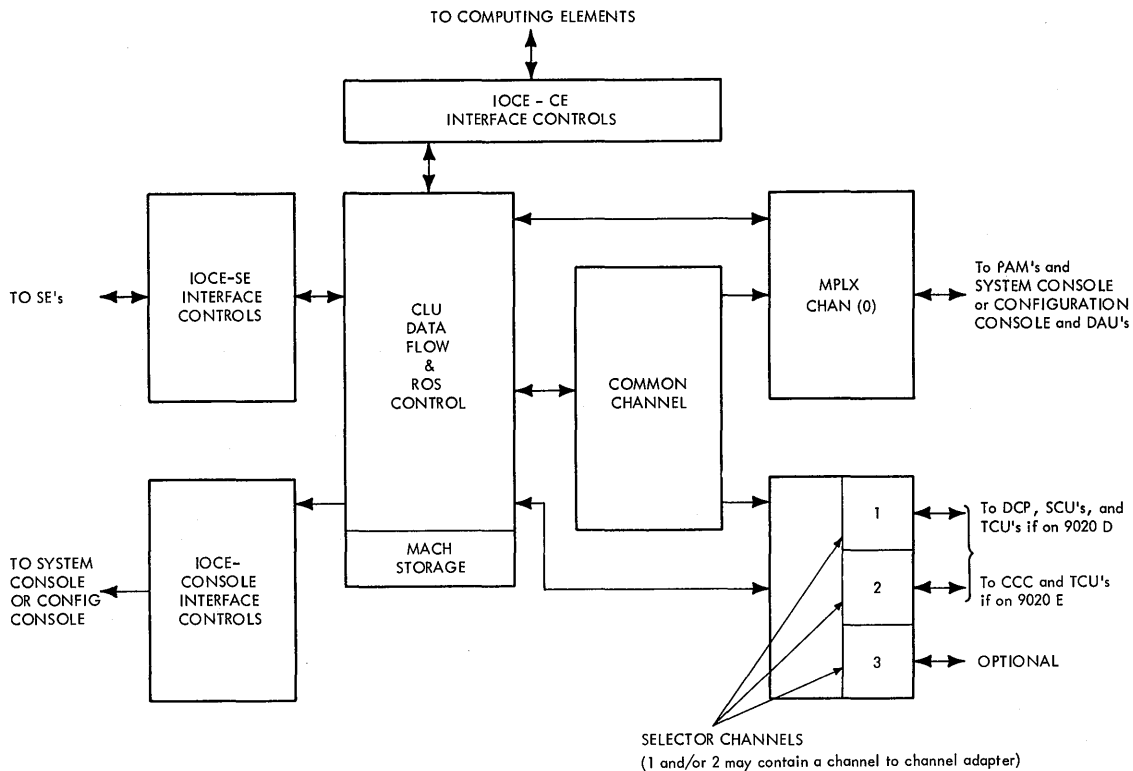 TO COMPUTING ELEMENTS
IOCE - CE
INTERFACE CONTROLS
IOCE-SE
INTERFACE
CONTROLS
TO SE's
CLU
DATA
FLOW
&
ROS
CONTROL
MACH
STORAGE
COMMON
CHANNEL
MPLX
CHAN (0)
To PAM's and
SYSTEM CONSOLE
or CONFIGURATION
CONSOLE and DAU's
IOCE-
CONSOLE
INTERFACE
CONTROLS
TO SYSTEM
CONSOLE
OR CONFIG
CONSOLE
1
To DCP, SCU's, and
TCU's if on 9020 D
2
To CCC and TCU's
if on 9020 E
3
OPTIONAL
SELECTOR CHANNELS
(1 and/or 2 may contain a channel to channel adapter)